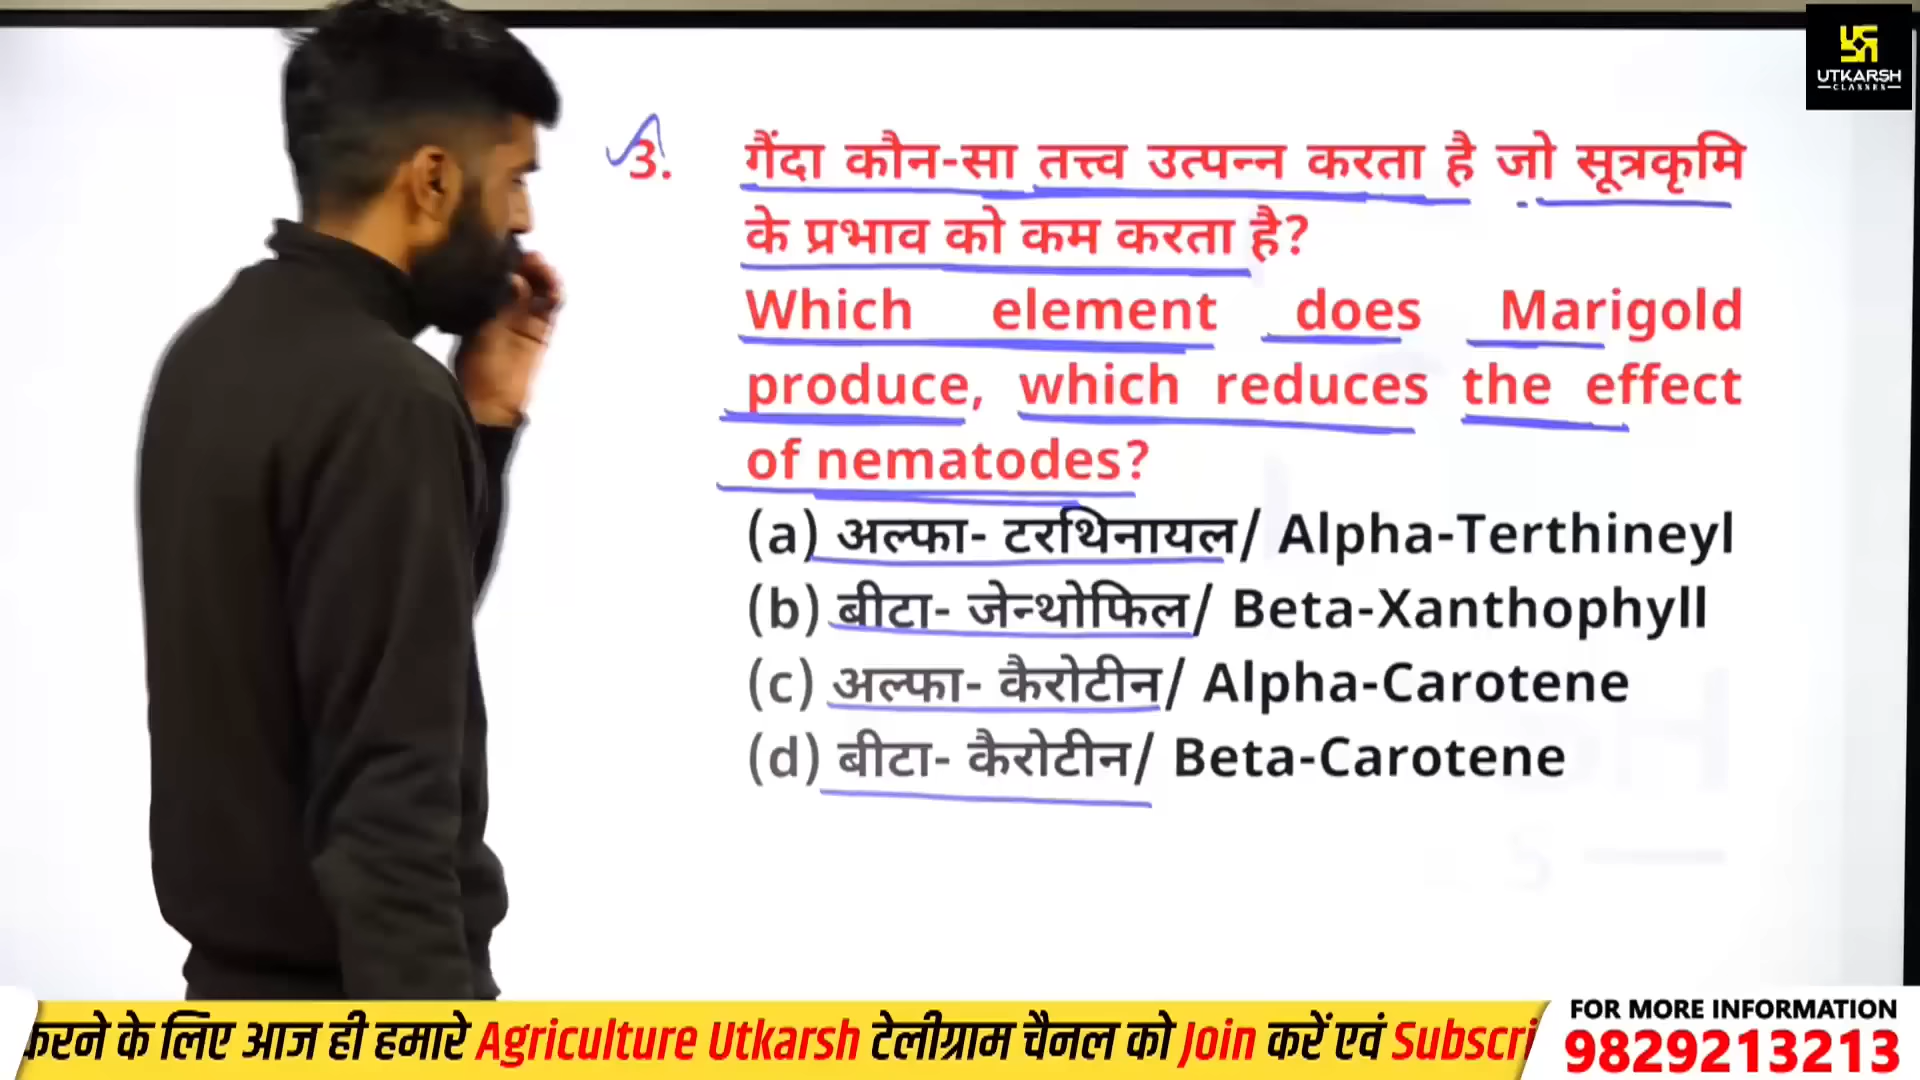 UTKARSH
CLASSES
3. गैंदा कौन-सा तत्त्व उत्पन्न करता है जो सूत्रकृमि
के प्रभाव को कम करता है?
Which element does Marigold
produce, which reduces the effect
of nematodes?
(a) अल्फा- टरथिनायल/ Alpha-Terthineyl
(b) बीटा- जेन्थोफिल/ Beta-Xanthophyll
(c) अल्फा- कैरोटीन/ Alpha-Carotene
(d) बीटा- कैरोटीन/ Beta-Carotene
करने के लिए आज ही हमारे Agriculture Utkarsh टेलीग्राम चैनल को Join करें एवं Subscri
FOR MORE INFORMATION
9829213213